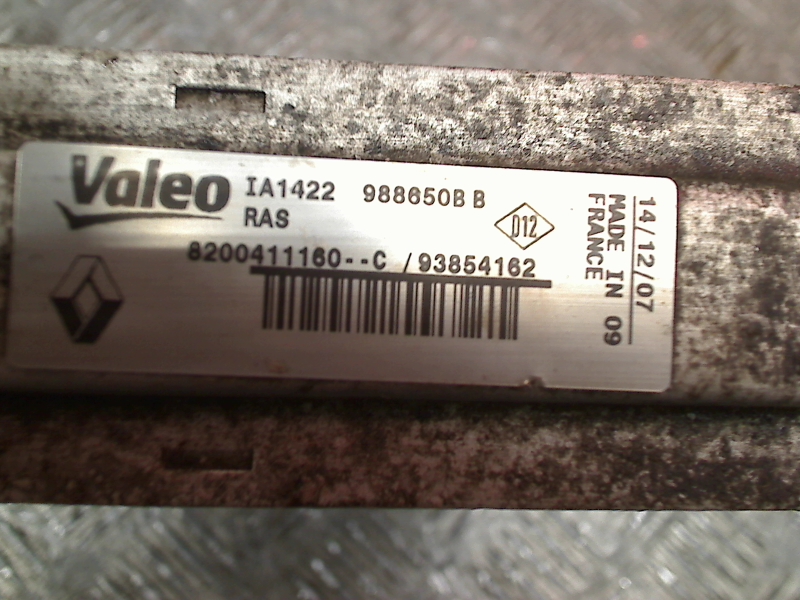 Valeo IA1422 988650B B
RAS
D12
8200411160--C /93854162
14/12/07
MADE IN 09
FRANCE